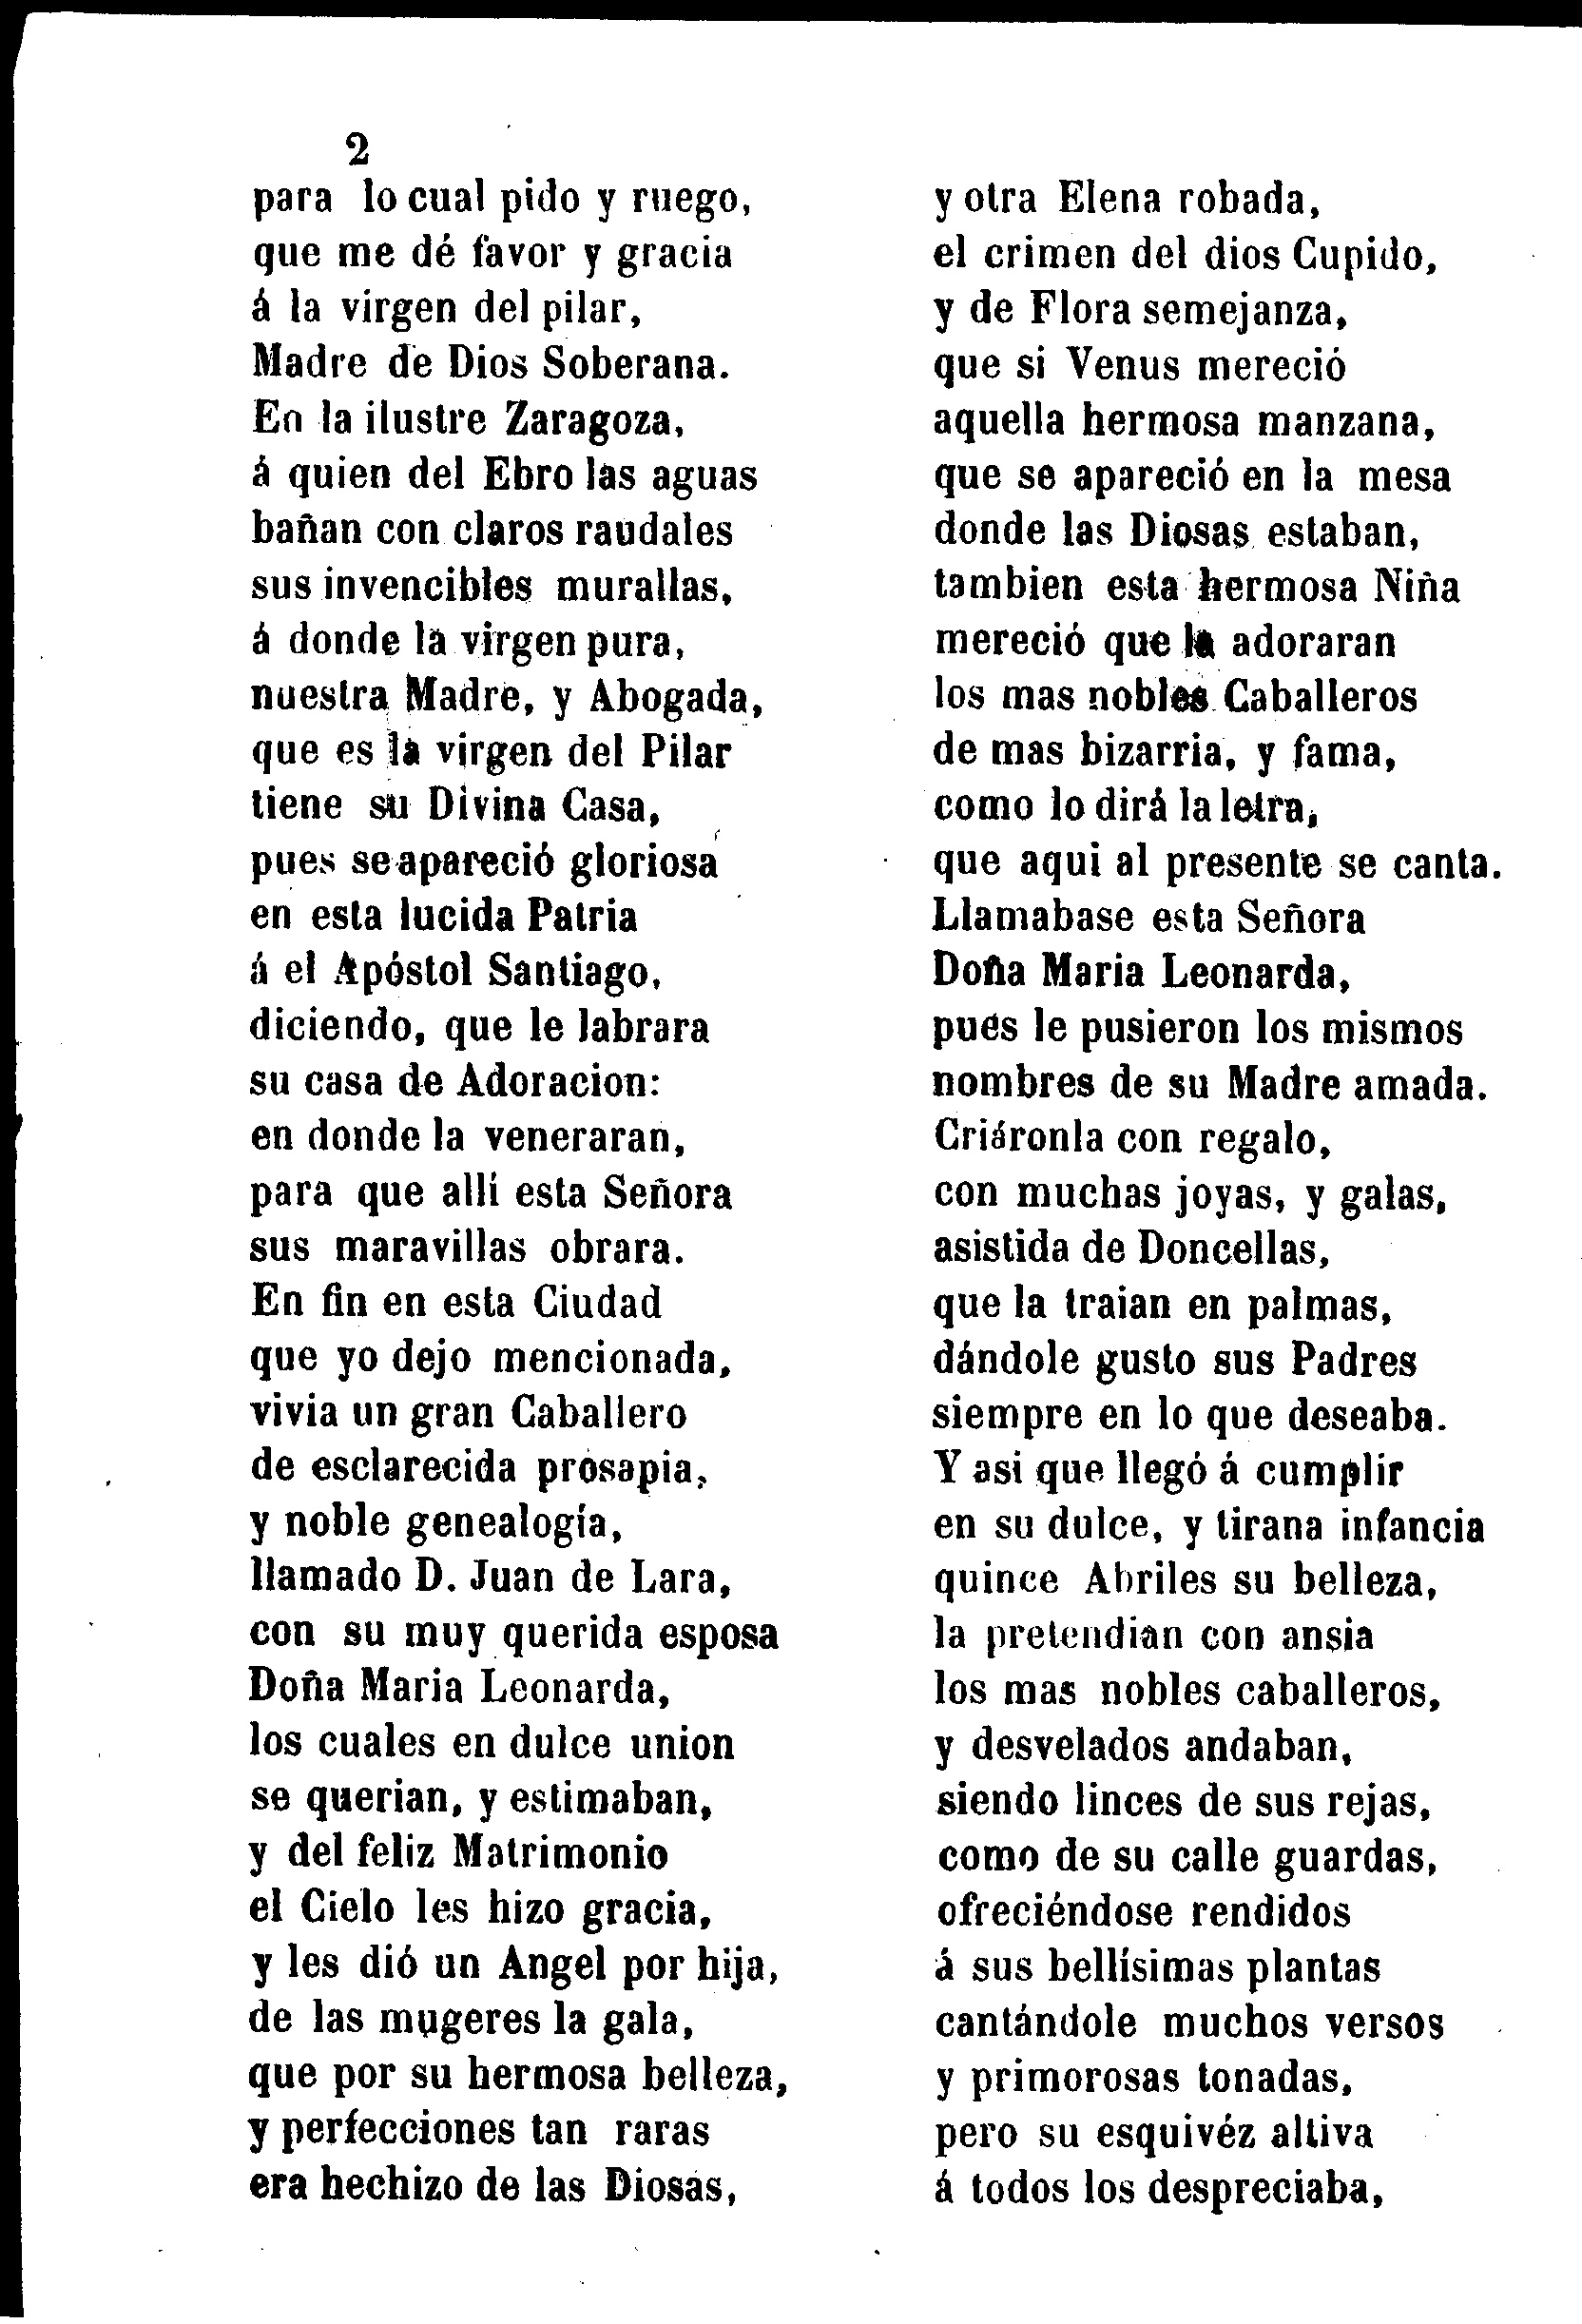 2
para lo cual pido y ruego,
que me dé favor y gracia
á la virgen del pilar,
Madre de Dios Soberana.
En la ilustre Zaragoza,
á quien del Ebro las aguas
bañan con claros raudales
sus invencibles murallas,
á donde la virgen pura,
nuestra Madre, y Abogada,
que es la virgen del Pilar
tiene su Divina Casa,
pues se apareció gloriosa
en esta lucida Patria
á el Apóstol Santiago,
diciendo, que le labrara
su casa de Adoracion:
en donde la veneraran,
para que allí esta Señora
sus maravillas obrara.
En fin en esta Ciudad
que yo dejo mencionada,
vivia un gran Caballero
de esclarecida prosapia,
y noble genealogía,
llamado D. Juan de Lara,
con su muy querida esposa
Doña Maria Leonarda,
los cuales en dulce union
se querian, y estimaban,
y del feliz Matrimonio
el Cielo les hizo gracia,
y les dió un Angel por hija,
de las mugeres la gala,
que por su hermosa belleza,
y perfecciones tan raras
era hechizo de las Diosas,
y otra Elena robada,
el crimen del dios Cupido,
y de Flora semejanza,
que si Venus mereció
aquella hermosa manzana,
que se apareció en la mesa
donde las Diosas estaban,
tambien esta hermosa Niña
mereció que la adoraran
los mas nobles Caballeros
de mas bizarria, y fama,
como lo dirá la letra,
que aqui al presente se canta.
Llamabase esta Señora
Doña Maria Leonarda,
pues le pusieron los mismos
nombres de su Madre amada.
Criáronla con regalo,
con muchas joyas, y galas,
asistida de Doncellas,
que la traian en palmas,
dándole gusto sus Padres
siempre en lo que deseaba.
Y asi que llegó á cumplir
en su dulce, y tirana infancia
quince Abriles su belleza,
la pretendian con ansia
los mas nobles caballeros,
y desvelados andaban,
siendo linces de sus rejas,
como de su calle guardas,
ofreciéndose rendidos
á sus bellísimas plantas
cantándole muchos versos
y primorosas tonadas,
pero su esquivéz altiva
á todos los despreciaba,